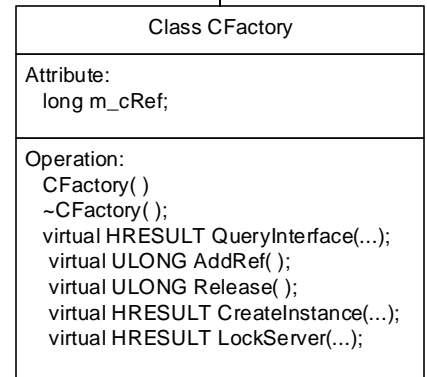 Class CFactory
Attribute:
long m_cRef;
Operation:
CFactory( )
~CFactory( );
virtual HRESULT QueryInterface(...);
virtual ULONG AddRef( );
virtual ULONG Release( );
virtual HRESULT CreateInstance(...);
virtual HRESULT LockServer(...);